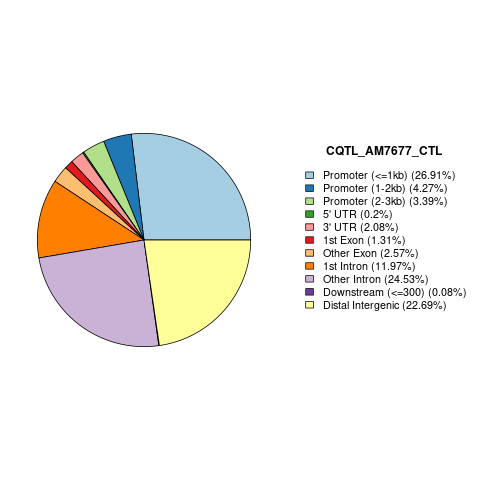 CQTL_AM7677_CTL
Promoter (<=1kb) (26.91%)
Promoter (1-2kb) (4.27%)
Promoter (2-3kb) (3.39%)
5' UTR (0.2%)
3' UTR (2.08%)
1st Exon (1.31%)
Other Exon (2.57%)
1st Intron (11.97%)
Other Intron (24.53%)
Downstream (<=300) (0.08%)
Distal Intergenic (22.69%)